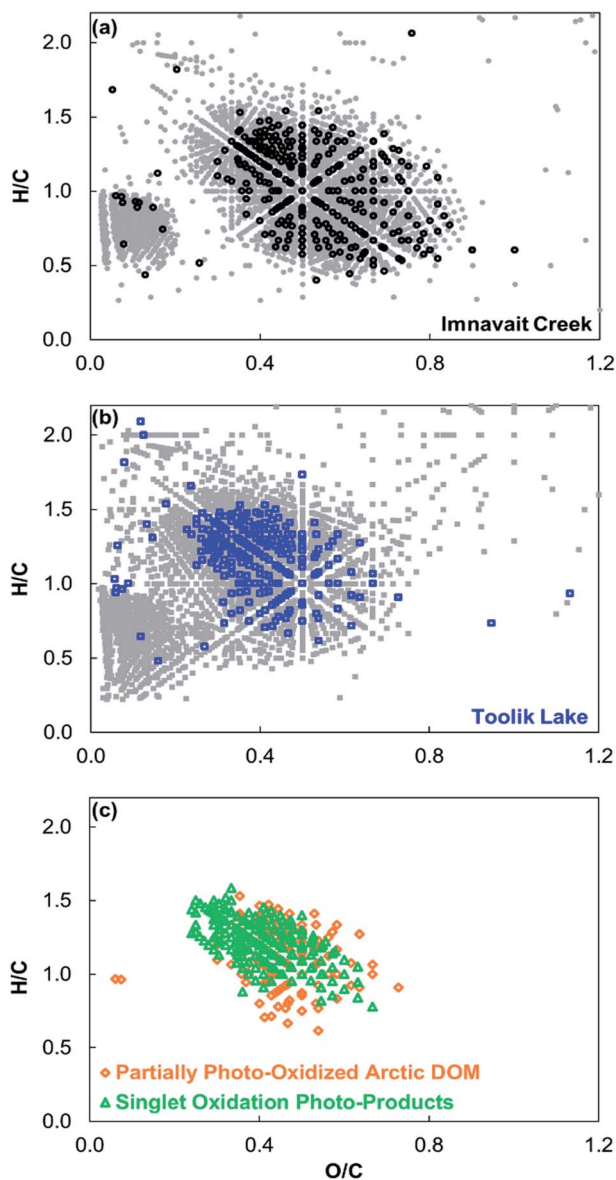 (a)
2.0
1.5
H/C
1.0
0.5
0.0
Imnavait Creek
0.0 0.4 0.8 1.2
(b)
2.0
1.5
H/C
1.0
0.5
0.0
Toolik Lake
0.0 0.4 0.8 1.2
(c)
2.0
1.5
H/C
1.0
0.5
Partially Photo-Oxidized Arctic DOM
Singlet Oxidation Photo-Products
0.0
0.0 0.4 0.8 1.2
O/C